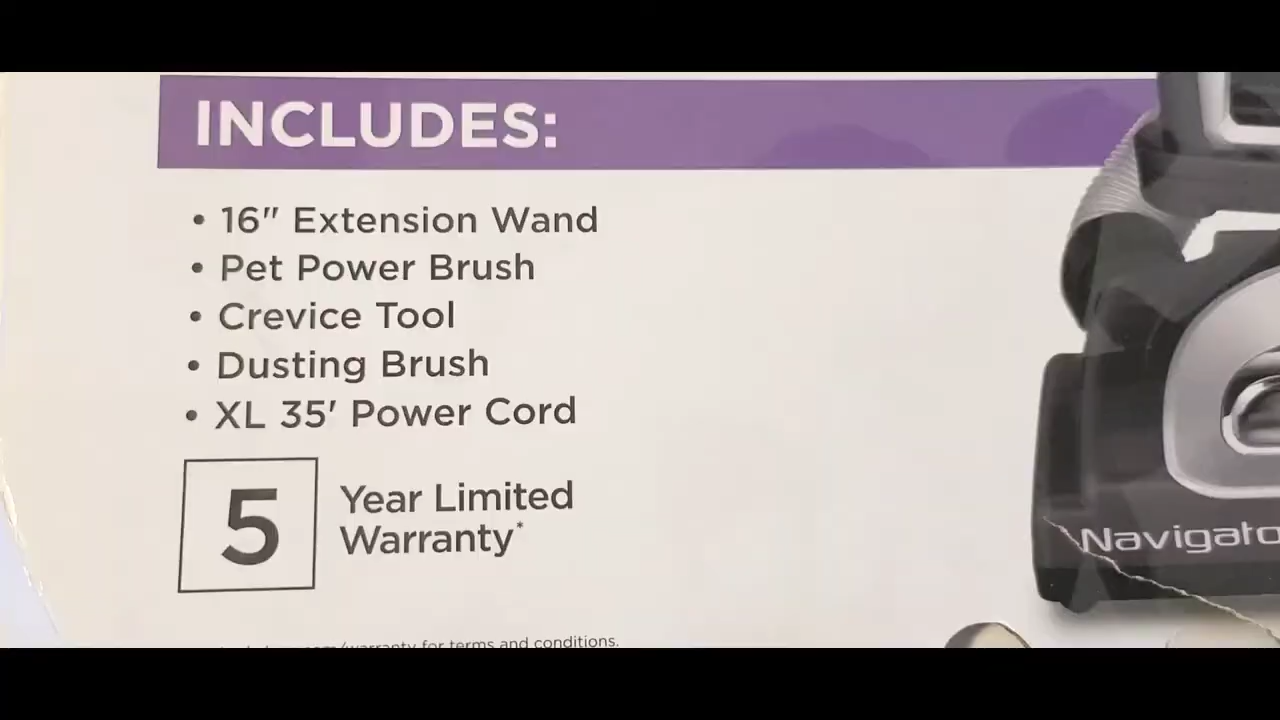 INCLUDES:
• 16" Extension Wand
• Pet Power Brush
• Crevice Tool
• Dusting Brush
• XL 35' Power Cord
5
Year Limited
Warranty*
Navigato
/warranty for terms and conditions.